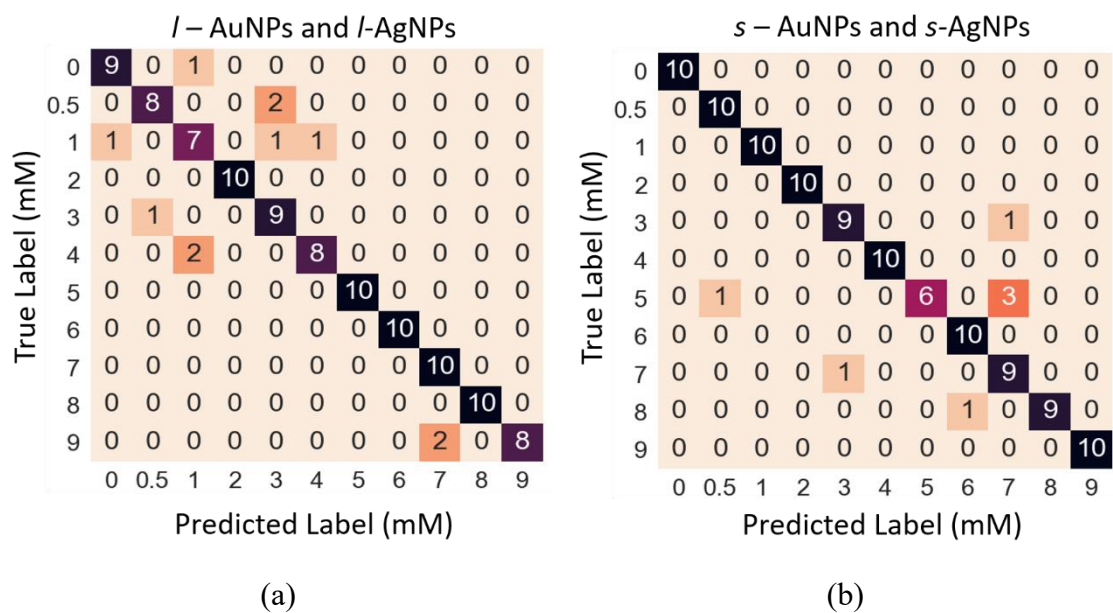 l – AuNPs and l-AgNPs
0 9 0 1 0 0 0 0 0 0 0 0
0.5 0 8 0 0 2 0 0 0 0 0 0
1 1 0 7 0 1 1 0 0 0 0 0
2 0 0 0 10 0 0 0 0 0 0 0
3 0 1 0 0 9 0 0 0 0 0 0
4 0 0 2 0 0 8 0 0 0 0 0
5 0 0 0 0 0 0 10 0 0 0 0
6 0 0 0 0 0 0 0 10 0 0 0
7 0 0 0 0 0 0 0 0 10 0 0
8 0 0 0 0 0 0 0 0 0 10 0
9 0 0 0 0 0 0 0 0 2 0 8
0 0.5 1 2 3 4 5 6 7 8 9
True Label (mM)
Predicted Label (mM)
(a)
s – AuNPs and s-AgNPs
0 10 0 0 0 0 0 0 0 0 0 0
0.5 0 10 0 0 0 0 0 0 0 0 0
1 0 0 10 0 0 0 0 0 0 0 0
2 0 0 0 10 0 0 0 0 0 0 0
3 0 0 0 0 9 0 0 0 1 0 0
4 0 0 0 0 0 10 0 0 0 0 0
5 0 1 0 0 0 0 6 0 3 0 0
6 0 0 0 0 0 0 0 10 0 0 0
7 0 0 0 0 1 0 0 0 9 0 0
8 0 0 0 0 0 0 0 1 0 9 0
9 0 0 0 0 0 0 0 0 0 0 10
0 0.5 1 2 3 4 5 6 7 8 9
True Label (mM)
Predicted Label (mM)
(b)